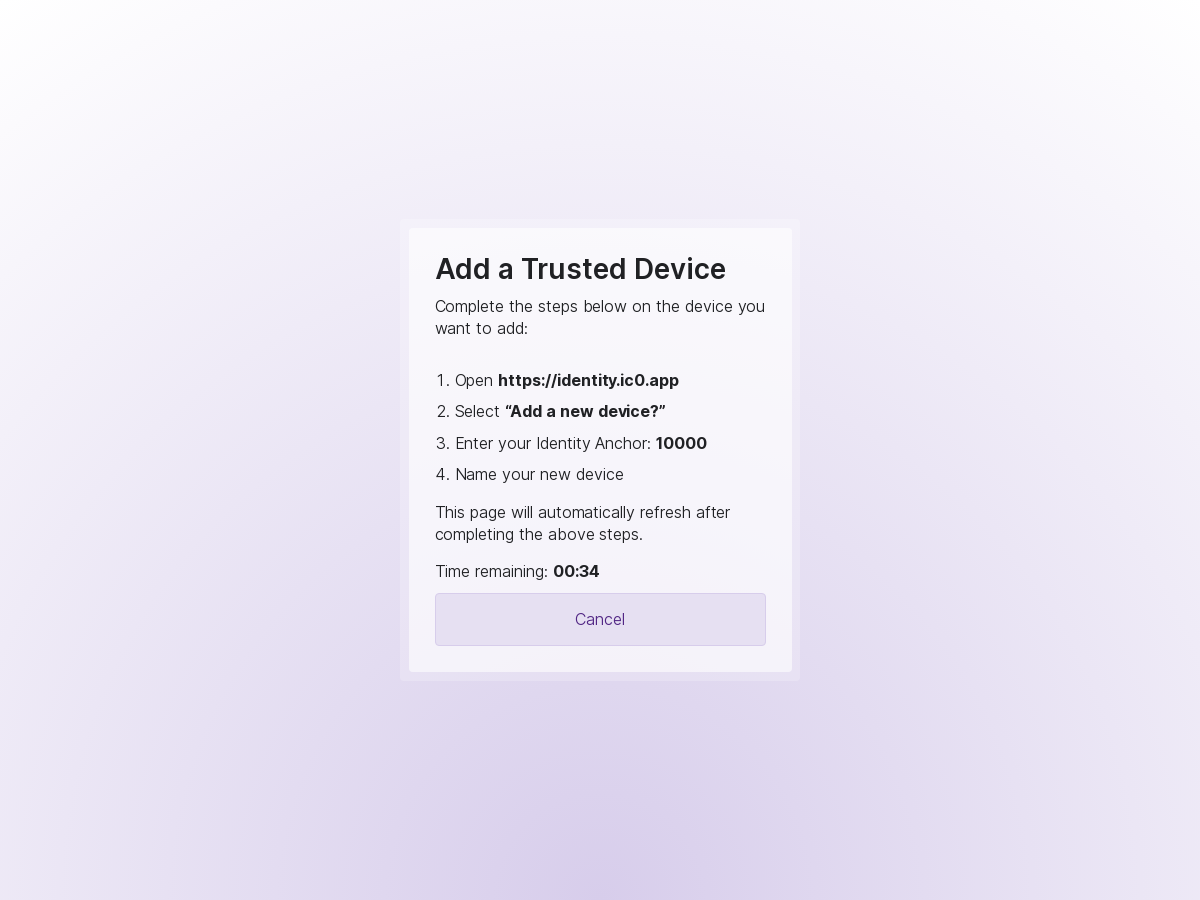 Add a Trusted Device
Complete the steps below on the device you
want to add:
1. Open https://identity.ic0.app
2. Select “Add a new device?”
3. Enter your Identity Anchor: 10000
4. Name your new device
This page will automatically refresh after
completing the above steps.
Time remaining: 00:34
Cancel